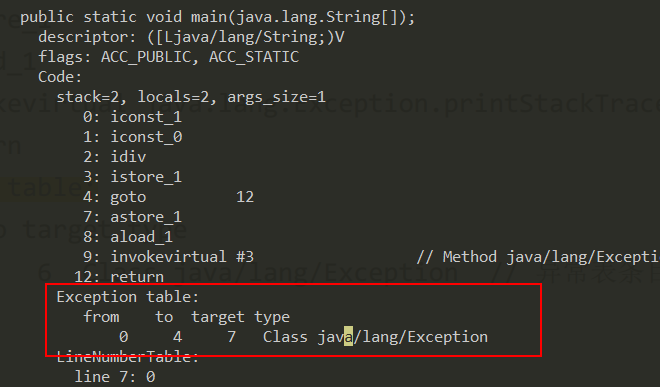 public static void main(java.lang.String[]);
descriptor: ([Ljava/lang/String;)V
flags: ACC_PUBLIC, ACC_STATIC
Code:
stack=2, locals=2, args_size=1
0: iconst_1
1: iconst_0
2: idiv
3: istore_1
4: goto 12
7: astore_1
8: aload_1
9: invokevirtual #3 // Method java/lang/Exceptio
12: return
Exception table:
from to target type
0 4 7 Class java/lang/Exception
LineNumberTable:
line 7: 0